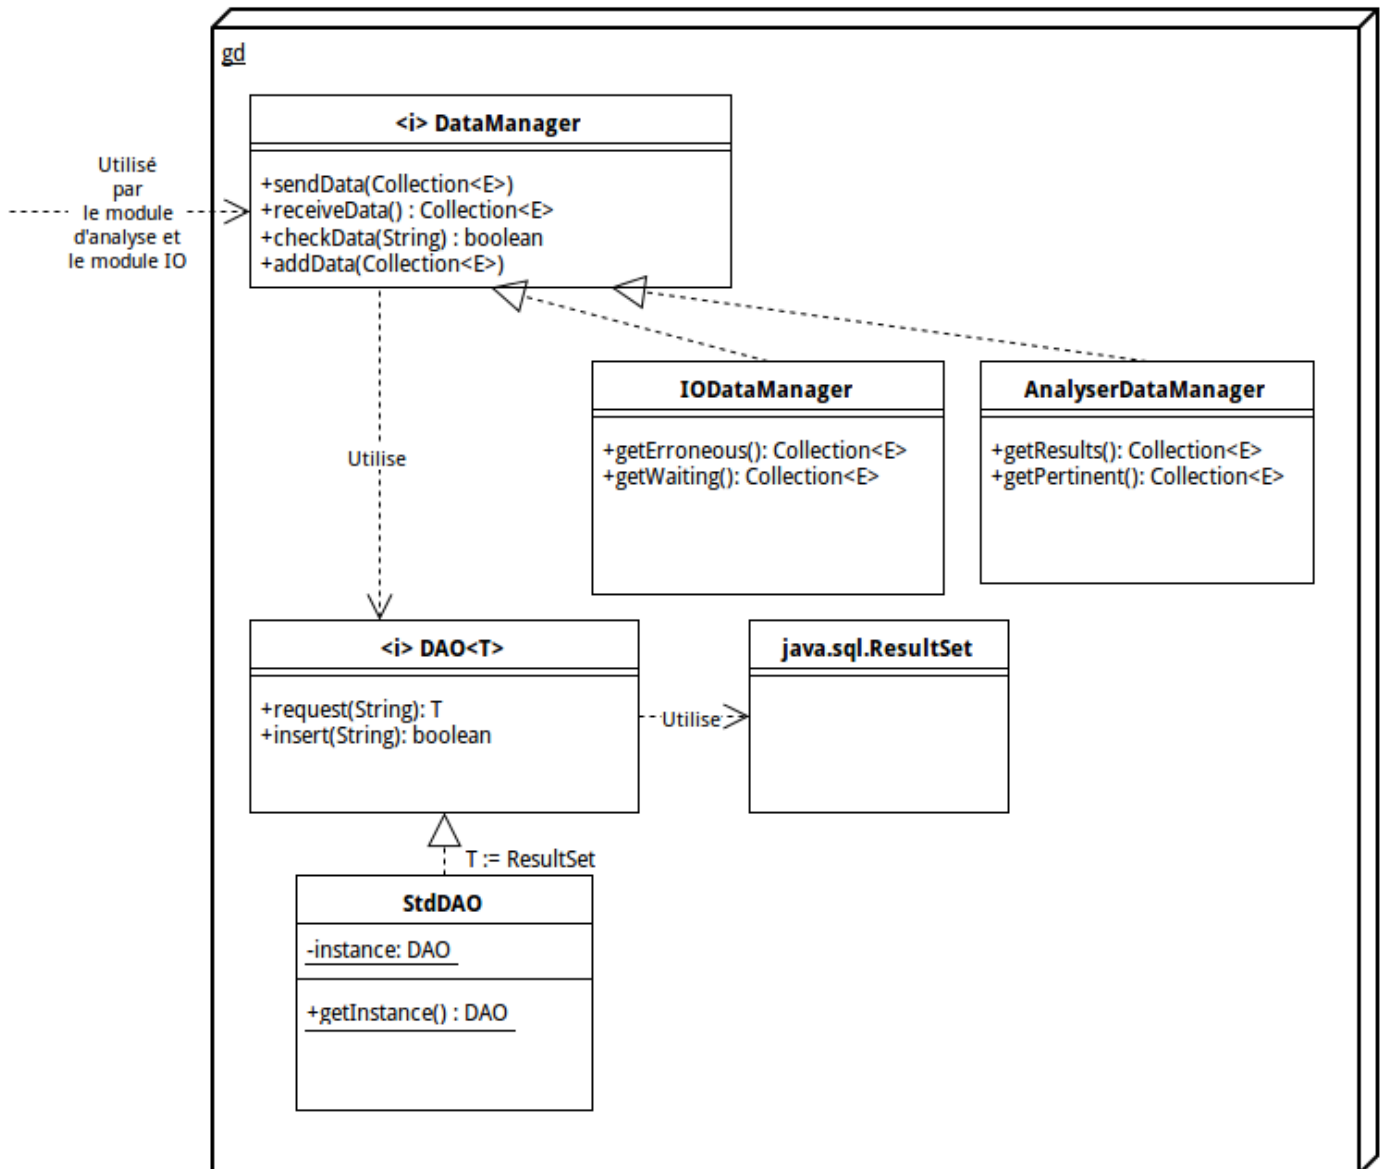 gd
<i> DataManager
+sendData(Collection<E>)
+receiveData() : Collection<E>
+checkData(String) : boolean
+addData(Collection<E>)
Utilisé
par
le module
d'analyse et
le module IO
IODataManager
+getErroneous(): Collection<E>
+getWaiting(): Collection<E>
AnalyserDataManager
+getResults(): Collection<E>
+getPertinent(): Collection<E>
Utilise
<i> DAO<T>
+request(String): T
+insert(String): boolean
Utilise
java.sql.ResultSet
T := ResultSet
StdDAO
-instance: DAO
+getInstance() : DAO